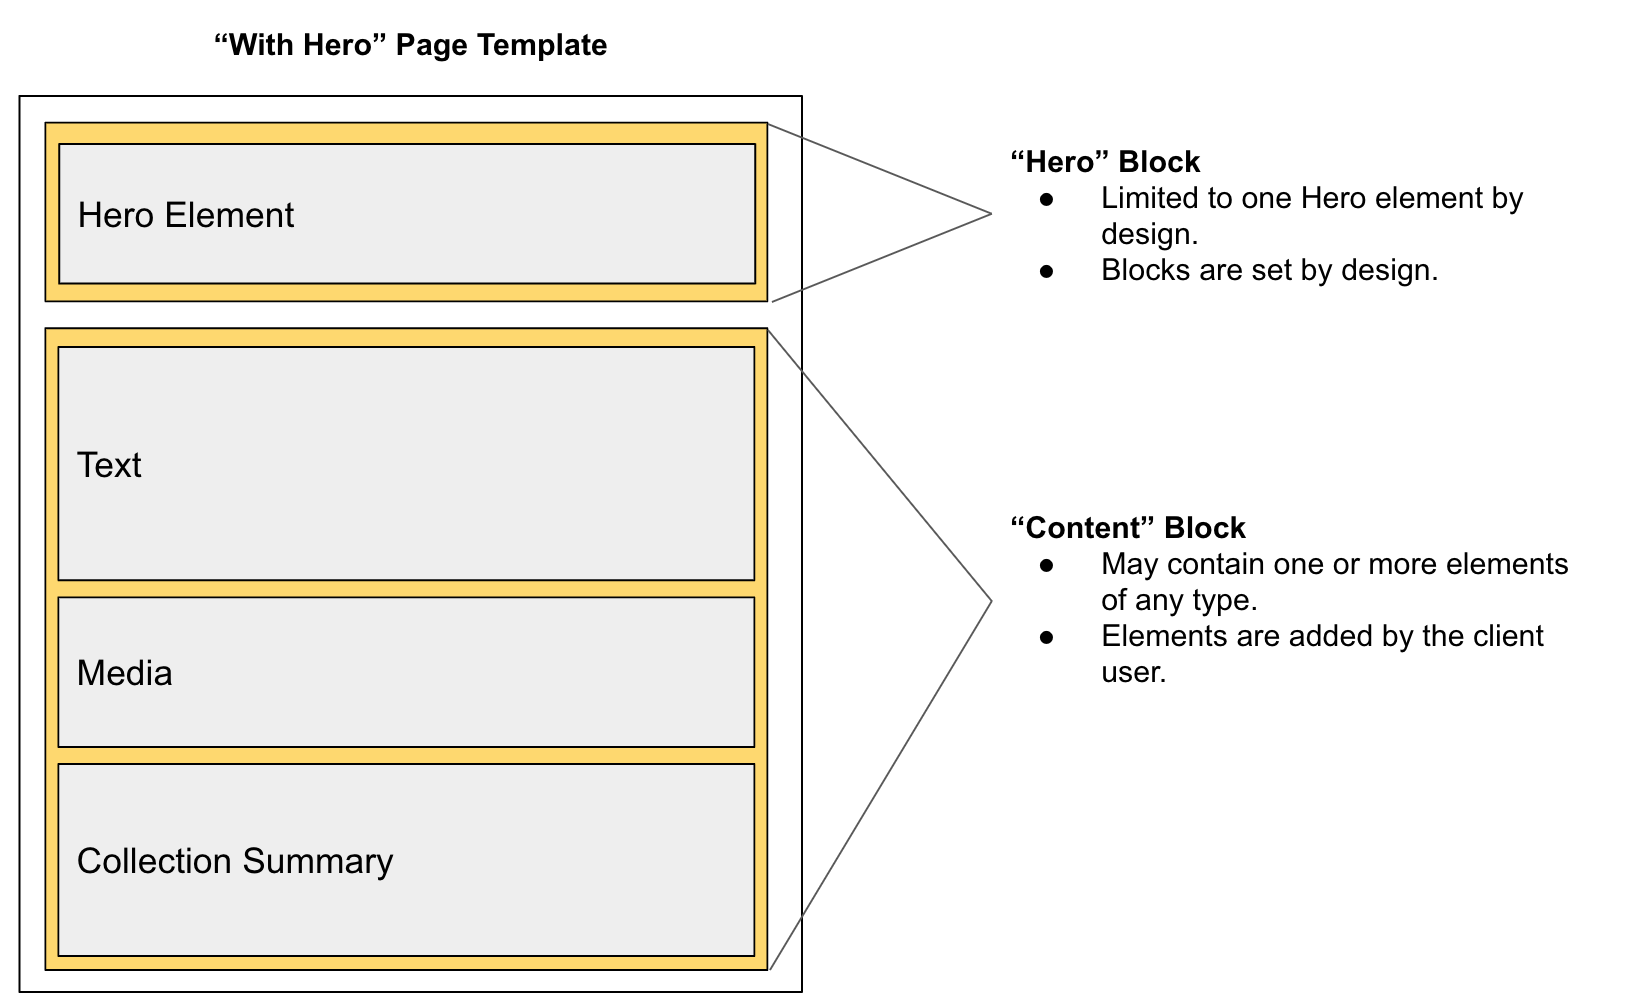 “With Hero” Page Template
Hero Element
“Hero” Block
● Limited to one Hero element by
design.
● Blocks are set by design.
Text
Media
Collection Summary
“Content” Block
● May contain one or more elements
of any type.
● Elements are added by the client
user.